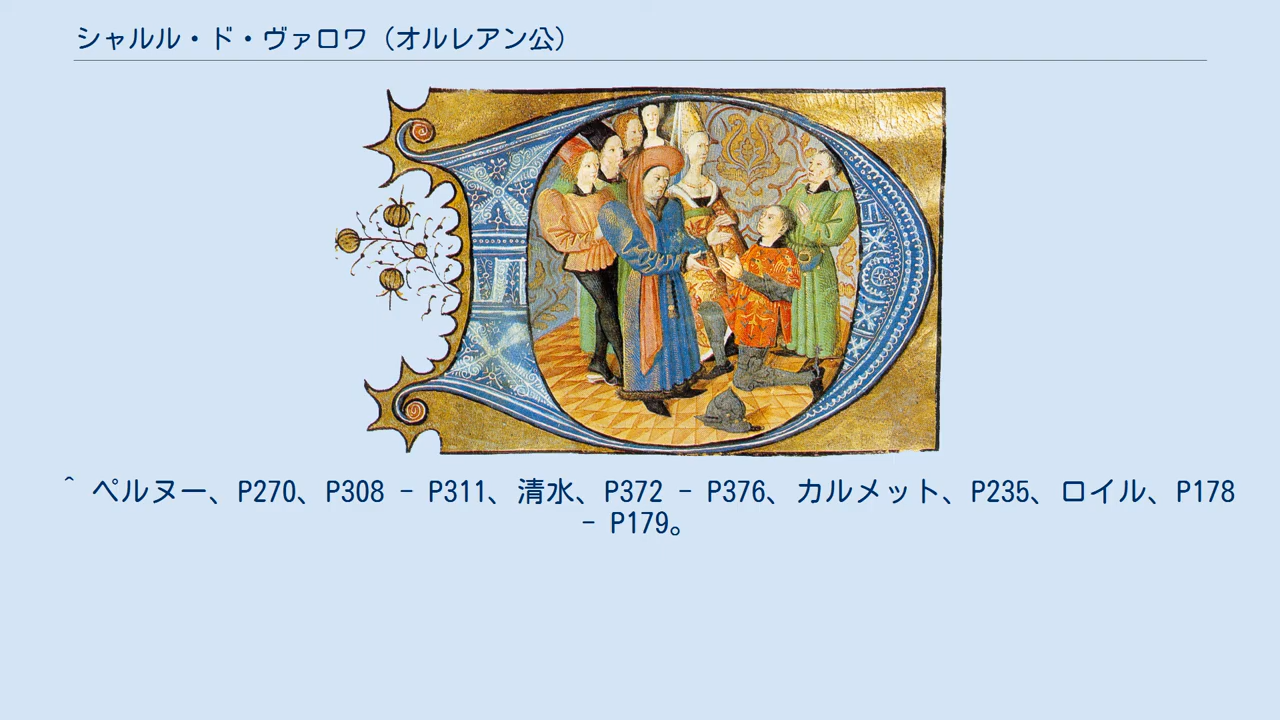 シャルル・ド・ヴァロワ（オルレアン公）
^ ペルヌー、P270、P308 - P311、清水、P372 - P376、カルメット、P235、ロイル、P178
- P179。